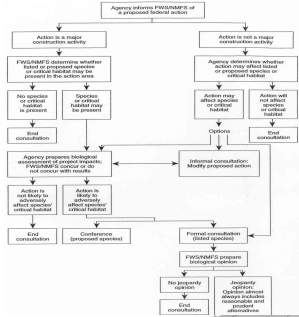 Agency informs FWS/NMFS of
a proposed federal action
Action is a major
construction activity
Action is not a major
construction activity
FWS/NMFS determine whether
listed or proposed species
or critical habitat may be
present in the action area
Agency determines whether
action may affect listed
or proposed species or
critical habitat
No species
or critical
habitat
is present
Species
or critical
habitat may
be present
Action may
affect species
or critical
habitat
Action will not
affect species
or critical
habitat
End
consultation
End
consultation
Options
Agency prepares biological
assessment of project impacts;
FWS/NMFS concur or do
not concur with results
Informal consultation:
Modify proposed action
Action is
not likely to
adversely
affect species/
critical habitat
Action is
likely to
adversely
affect species/
critical habitat
End
consultation
Conference
(proposed species)
Formal consultation
(listed species)
FWS/NMFS prepare
biological opinion
No jeopardy
opinion
Jeopardy
opinion:
Opinion almost
always includes
reasonable and
prudent
alternatives
End
consultation